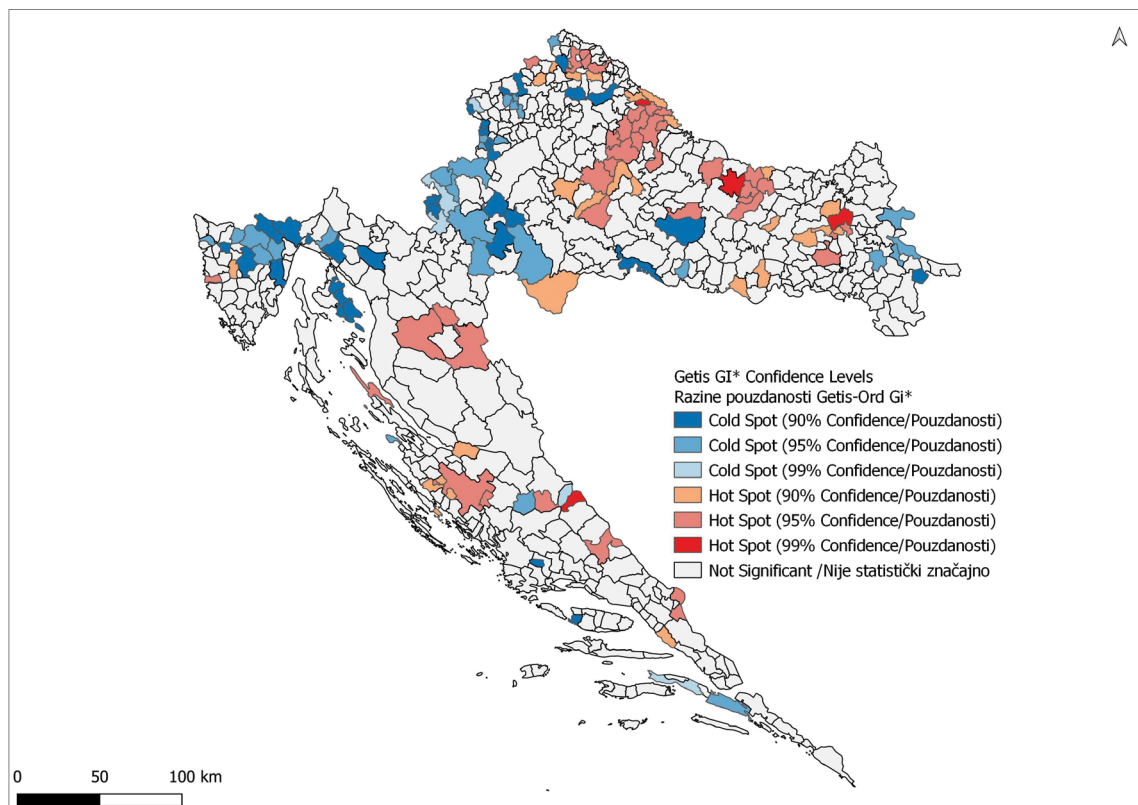 Getis GI* Confidence Levels
Razine pouzdanosti Getis-Ord Gi*
Cold Spot (90% Confidence/Pouzdanosti)
Cold Spot (95% Confidence/Pouzdanosti)
Cold Spot (99% Confidence/Pouzdanosti)
Hot Spot (90% Confidence/Pouzdanosti)
Hot Spot (95% Confidence/Pouzdanosti)
Hot Spot (99% Confidence/Pouzdanosti)
Not Significant /Nije statistički značajno
0 50 100 km